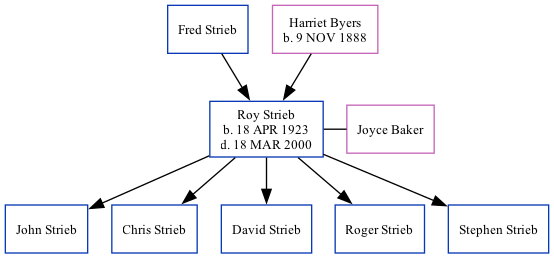 Fred Strieb
Harriet Byers
b. 9 NOV 1888
Roy Strieb
b. 18 APR 1923
d. 18 MAR 2000
Joyce Baker
John Strieb
Chris Strieb
David Strieb
Roger Strieb
Stephen Strieb